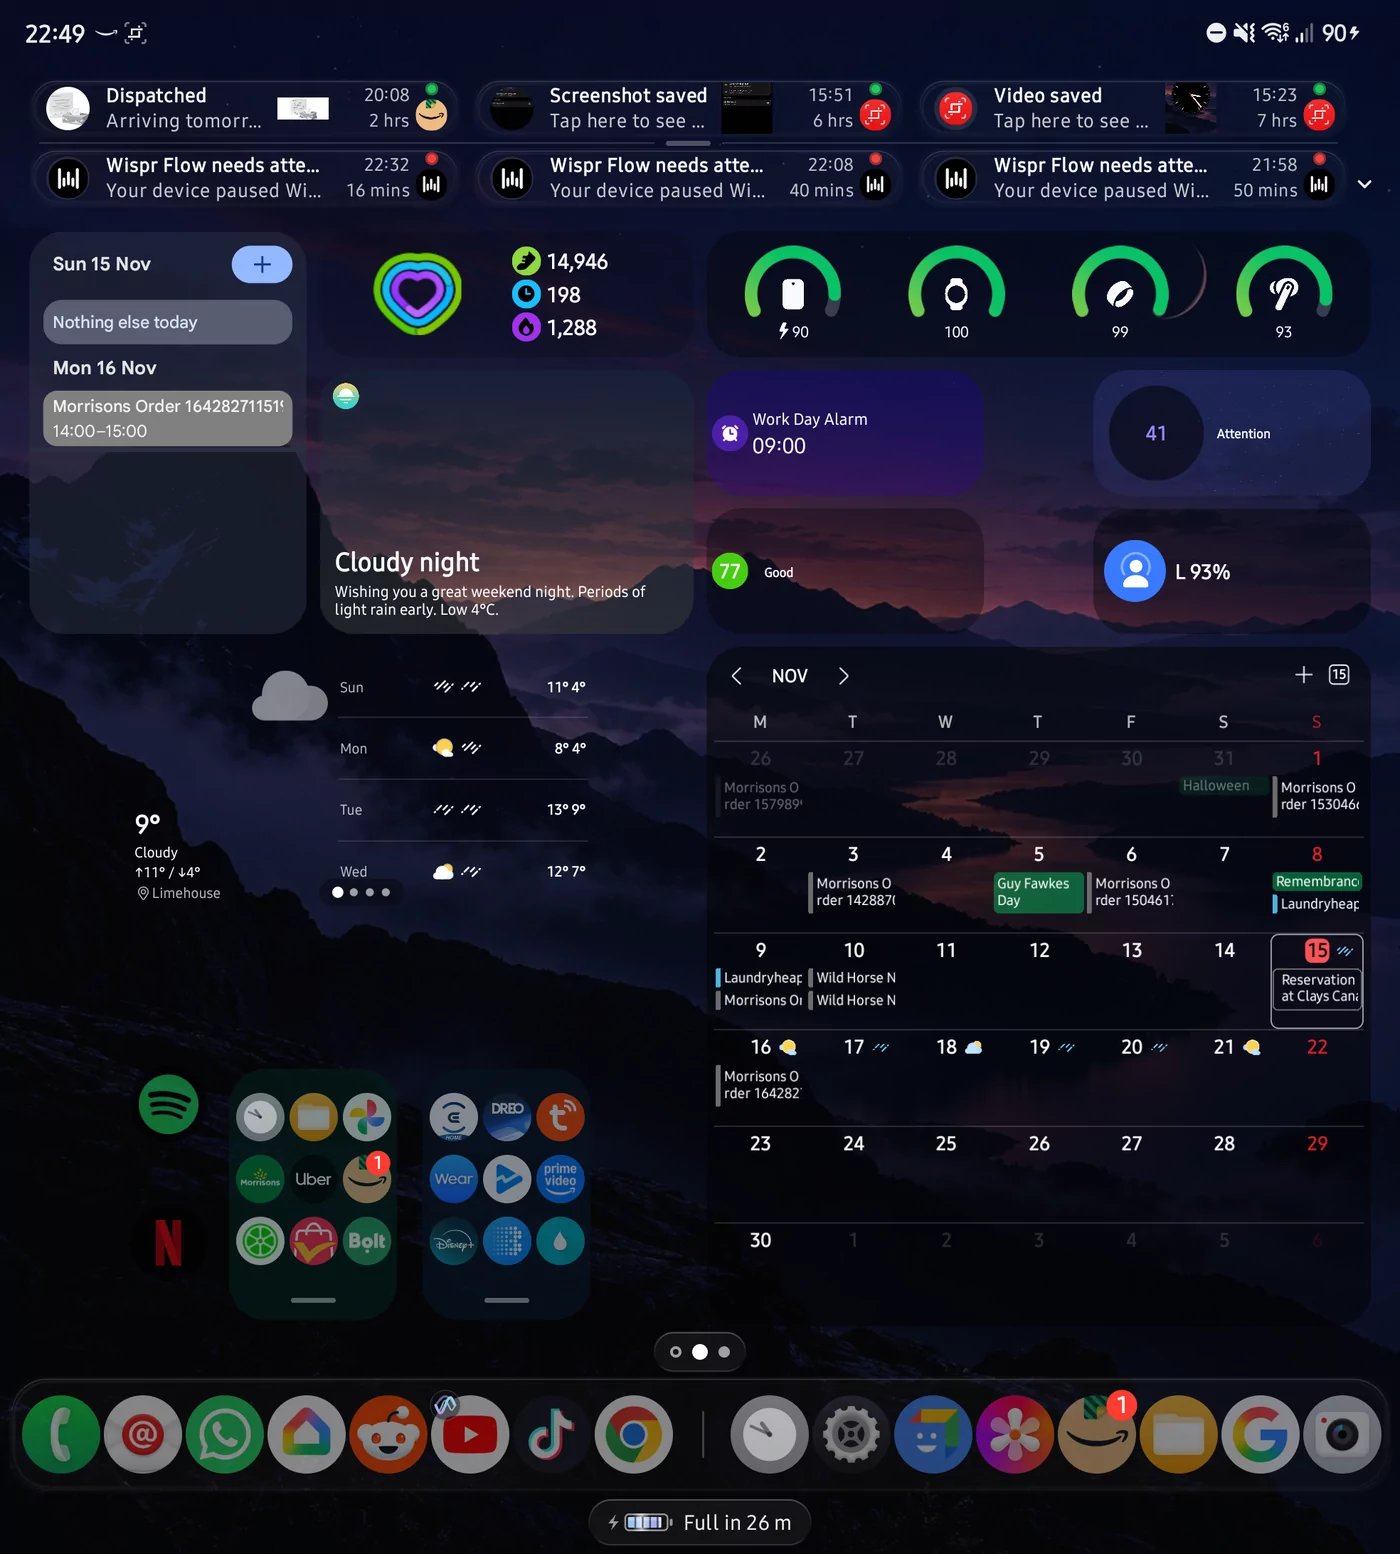 22:49
90
Dispatched
20:08
Arriving tomorr...
2 hrs
Screenshot saved
15:51
Tap here to see ...
6 hrs
Video saved
15:23
Tap here to see ...
7 hrs
Wispr Flow needs atte...
22:32
Your device paused Wi...
16 mins
Wispr Flow needs atte...
22:08
Your device paused Wi...
40 mins
Wispr Flow needs atte...
21:58
Your device paused Wi...
50 mins
Sun 15 Nov
+
Nothing else today
Mon 16 Nov
Morrisons Order 16428271151
14:00–15:00
14,946
198
1,288
90
100
99
93
Cloudy night
Wishing you a great weekend night. Periods of
light rain early. Low 4°C.
Work Day Alarm
09:00
41
Attention
77
Good
L 93%
9°
Cloudy
↑11° / ↓4°
Limehouse
Sun 11° 4°
Mon 8° 4°
Tue 13° 9°
Wed 12° 7°
NOV
15
M T W T F S S
26 27 28 29 30 31 1
Morrisons O
rder 157989
Halloween
Morrisons O
rder 153046
2 3 4 5 6 7 8
Morrisons O
rder 142887
Guy Fawkes
Day
Morrisons O
rder 150461
Remembranc
Laundryheap
9 10 11 12 13 14 15
Laundryheap
Morrisons Or
Wild Horse N
Wild Horse N
Reservation
at Clays Cana
16 17 18 19 20 21 22
Morrisons O
rder 164282
23 24 25 26 27 28 29
30 1 2 3 4 5 6
HOME
DREO
Morrisons
Uber
1
Wear
prime
video
Bolt
Disney+
1
Full in 26 m